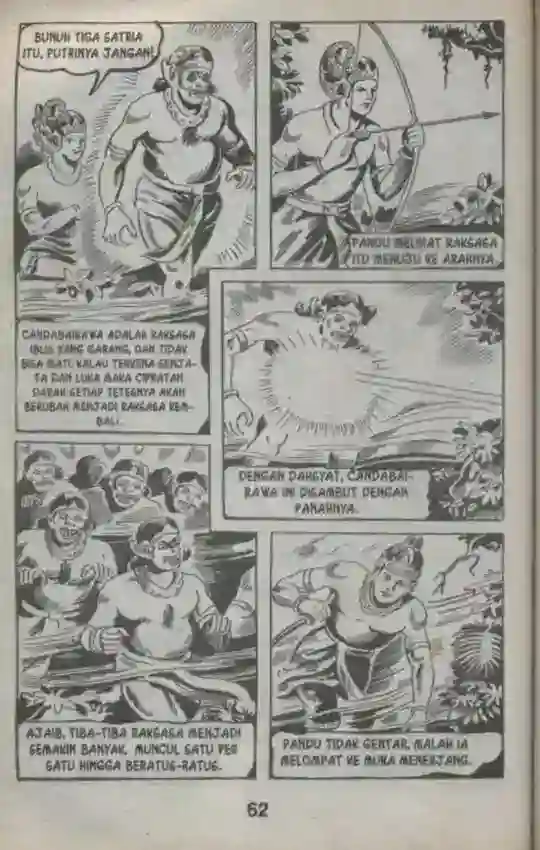 BUNUH TIGA SATRIA
ITU, PUTRINYA JANGAN!
PANDU MELIHAT RAKSASA
ITU MENUJU KE ARAHNYA.
CANDABAIRAWA ADALAH RAKSASA
IBLIS YANG GARANG, DAN TIDAK
BISA MATI. KALAU TERKENA SENJA-
TA DAN LUKA MAKA CIPRATAN
DARAH SETIAP TETESNYA AKAN
BERUBAH MENJADI RAKSASA KEM-
BALI.
DENGAN DAHSYAT, CANDABAI-
RAWA INI DISAMBUT DENGAN
PANAHNYA.
AJAIB, TIBA-TIBA RAKSASA MENJADI
SEMAKIN BANYAK. MUNCUL SATU PER
SATU HINGGA BERATUS-RATUS.
PANDU TIDAK GENTAR, MALAH IA
MELOMPAT KE MUKA MENERJANG.
62